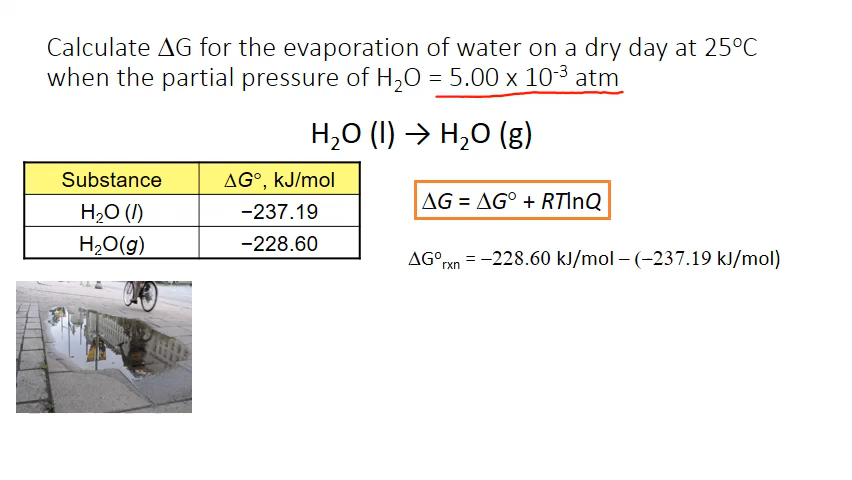 Calculate ΔG for the evaporation of water on a dry day at 25°C
when the partial pressure of H₂O = 5.00 x 10⁻³ atm
H₂O (l) → H₂O (g)
Substance ΔG°, kJ/mol
H₂O (l) −237.19
H₂O(g) −228.60
ΔG = ΔG° + RTlnQ
ΔG°rxn = −228.60 kJ/mol – (−237.19 kJ/mol)